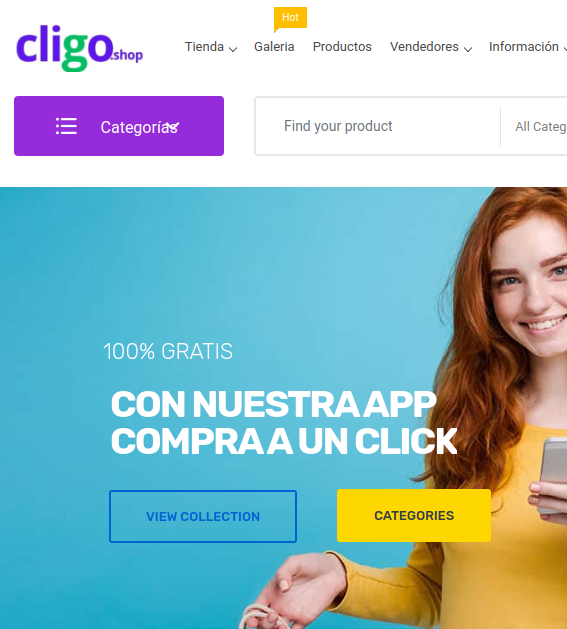 Hot
cligo.shop
Tienda Galeria Productos Vendedores Información
Categorías
Find your product
All Categ
100% GRATIS
CON NUESTRA APP
COMPRA A UN CLICK
VIEW COLLECTION CATEGORIES